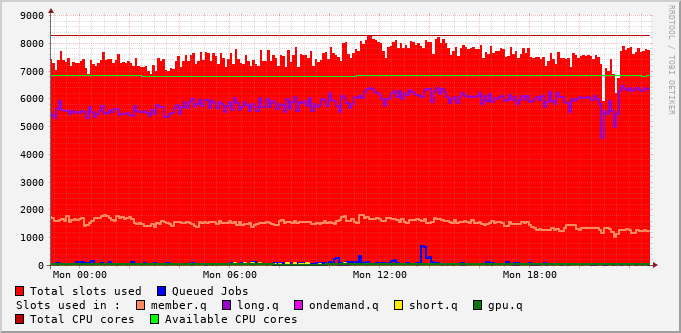 9000
8000
7000
6000
5000
4000
3000
2000
1000
0
Mon 00:00 Mon 06:00 Mon 12:00 Mon 18:00
Total slots used Queued Jobs
Slots used in : member.q long.q ondemand.q short.q gpu.q
Total CPU cores Available CPU cores
RRDTOOL / TOBI OETIKER